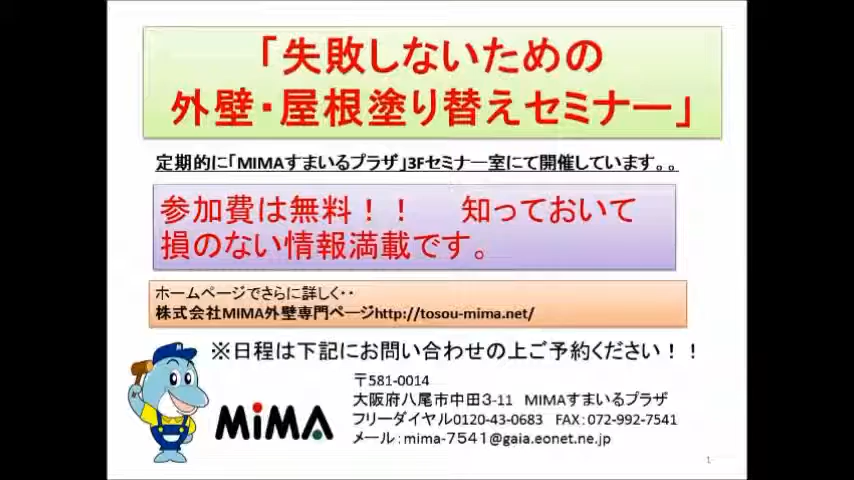 「失敗しないための
外壁・屋根塗り替えセミナー」
定期的に「MIMAすまいるプラザ」3Fセミナー室にて開催しています。。
参加費は無料！！　知っておいて
損のない情報満載です。
ホームページでさらに詳しく・・
株式会社MIMA外壁専門ページhttp://tosou-mima.net/
※日程は下記にお問い合わせの上ご予約ください！！
〒581-0014
大阪府八尾市中田3-11　MIMAすまいるプラザ
フリーダイヤル0120-43-0683　FAX：072-992-7541
メール：mima-7541@gaia.eonet.ne.jp
MiMA
1